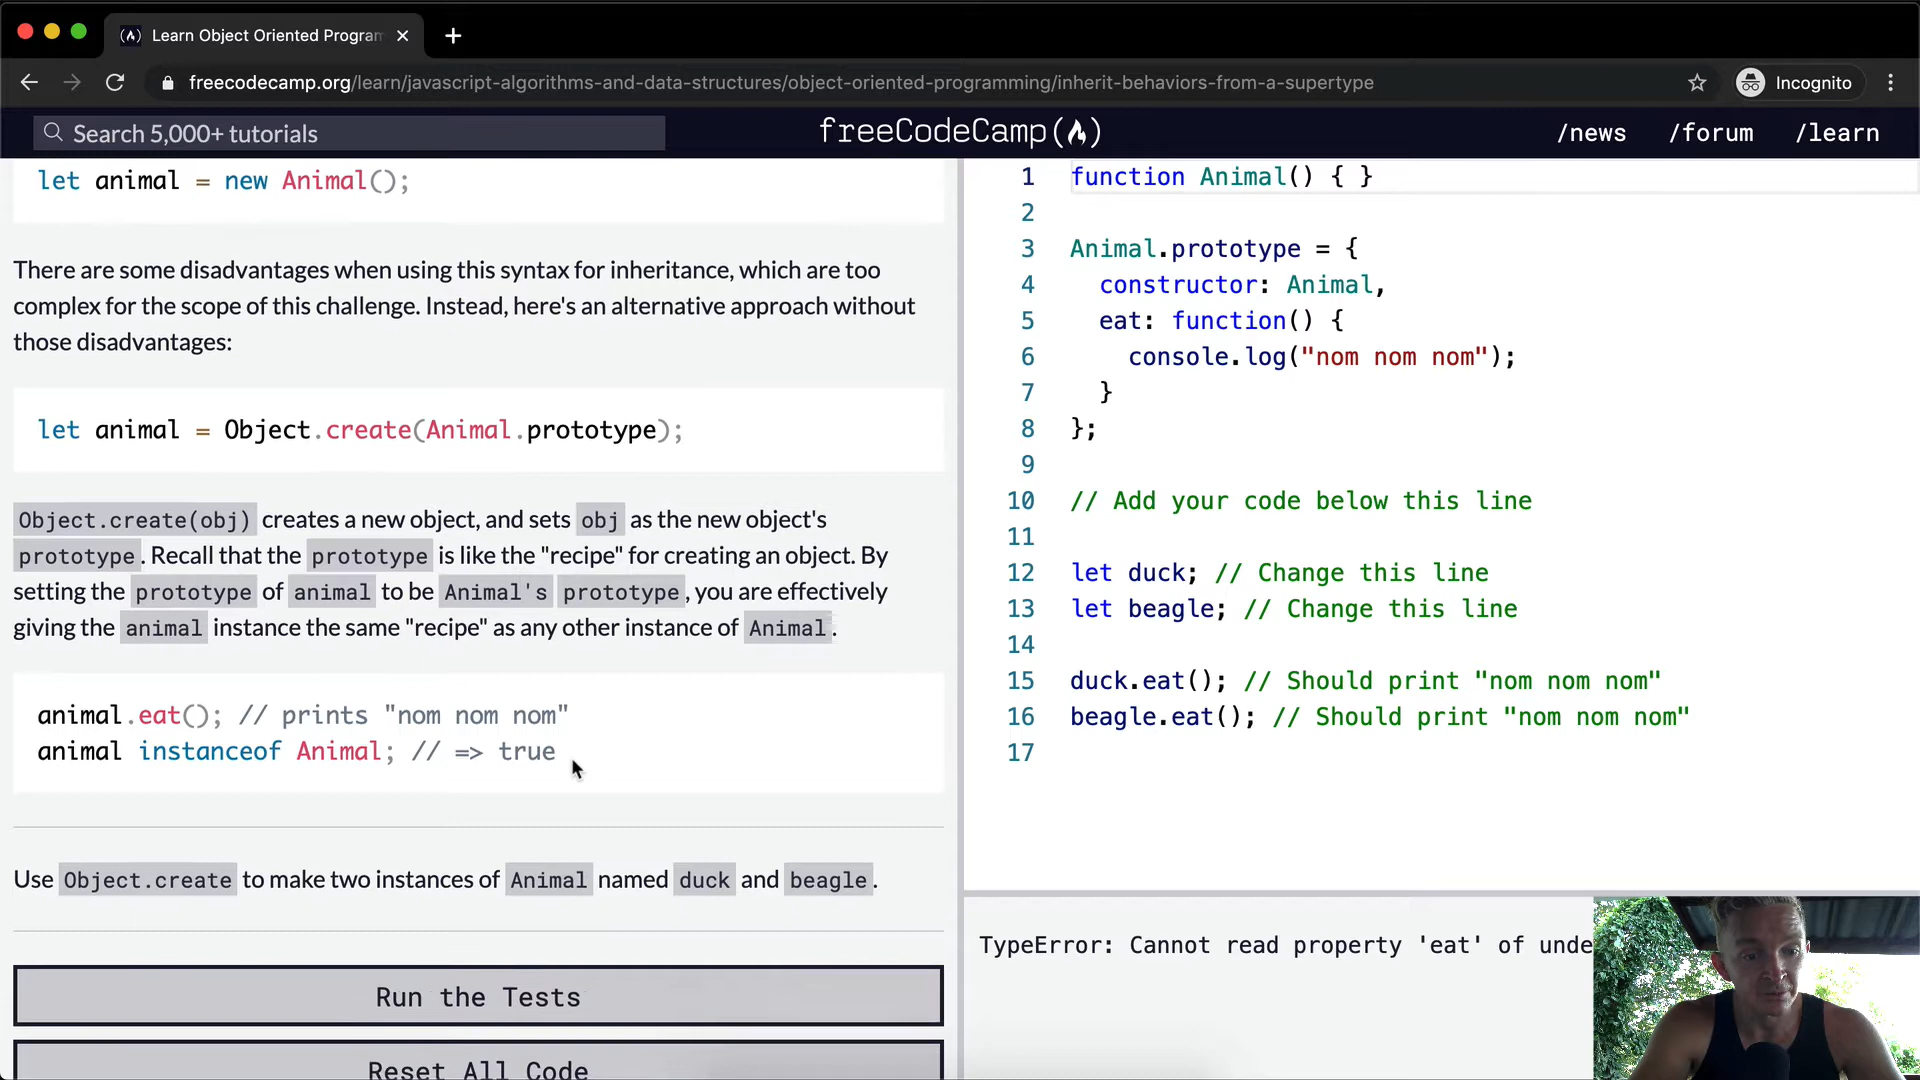 Learn Object Oriented Program
freecodecamp.org/learn/javascript-algorithms-and-data-structures/object-oriented-programming/inherit-behaviors-from-a-supertype
Incognito
Search 5,000+ tutorials
freeCodeCamp
/news
/forum
/learn
let animal = new Animal();
There are some disadvantages when using this syntax for inheritance, which are too
complex for the scope of this challenge. Instead, here's an alternative approach without
those disadvantages:
let animal = Object.create(Animal.prototype);
Object.create(obj) creates a new object, and sets obj as the new object's
prototype. Recall that the prototype is like the "recipe" for creating an object. By
setting the prototype of animal to be Animal's prototype, you are effectively
giving the animal instance the same "recipe" as any other instance of Animal.
animal.eat(); // prints "nom nom nom"
animal instanceof Animal; // => true
Use Object.create to make two instances of Animal named duck and beagle.
Run the Tests
Reset All Code
1 function Animal() { }
2
3 Animal.prototype = {
4 constructor: Animal,
5 eat: function() {
6 console.log("nom nom nom");
7 }
8 };
9
10 // Add your code below this line
11
12 let duck; // Change this line
13 let beagle; // Change this line
14
15 duck.eat(); // Should print "nom nom nom"
16 beagle.eat(); // Should print "nom nom nom"
17
TypeError: Cannot read property 'eat' of unde